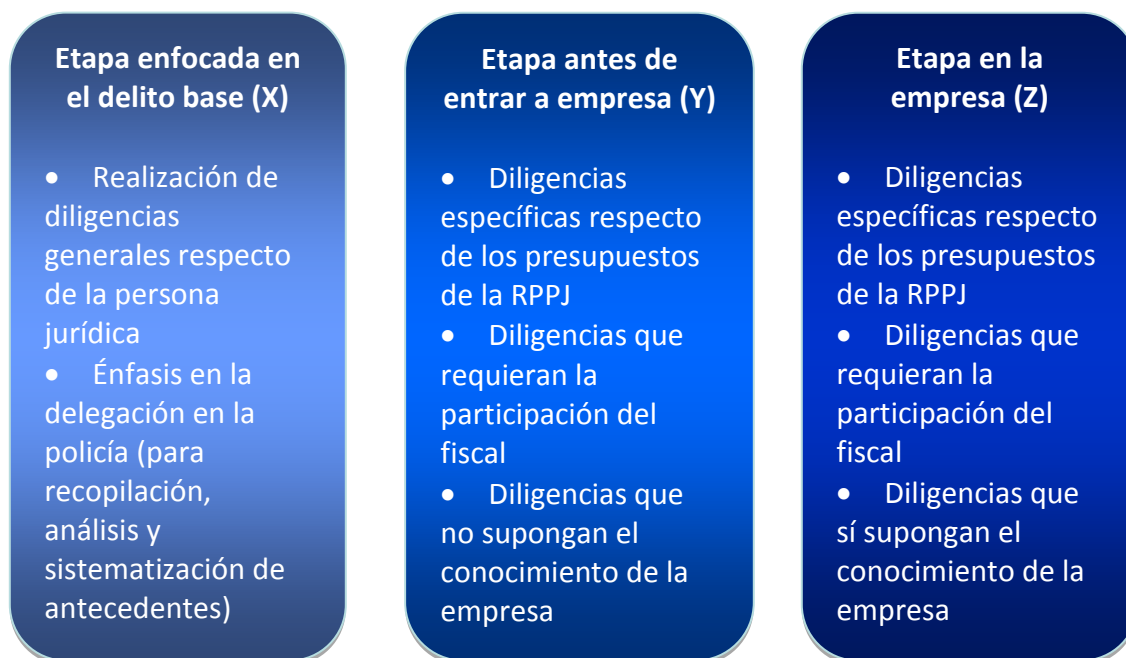 Etapa enfocada en
el delito base (X)
• Realización de
diligencias
generales respecto
de la persona
jurídica
• Énfasis en la
delegación en la
policía (para
recopilación,
análisis y
sistematización de
antecedentes)
Etapa antes de
entrar a empresa (Y)
• Diligencias
específicas respecto
de los presupuestos
de la RPPJ
• Diligencias que
requieran la
participación del
fiscal
• Diligencias que
no supongan el
conocimiento de la
empresa
Etapa en la
empresa (Z)
• Diligencias
específicas respecto
de los presupuestos
de la RPPJ
• Diligencias que
requieran la
participación del
fiscal
• Diligencias que
sí supongan el
conocimiento de la
empresa